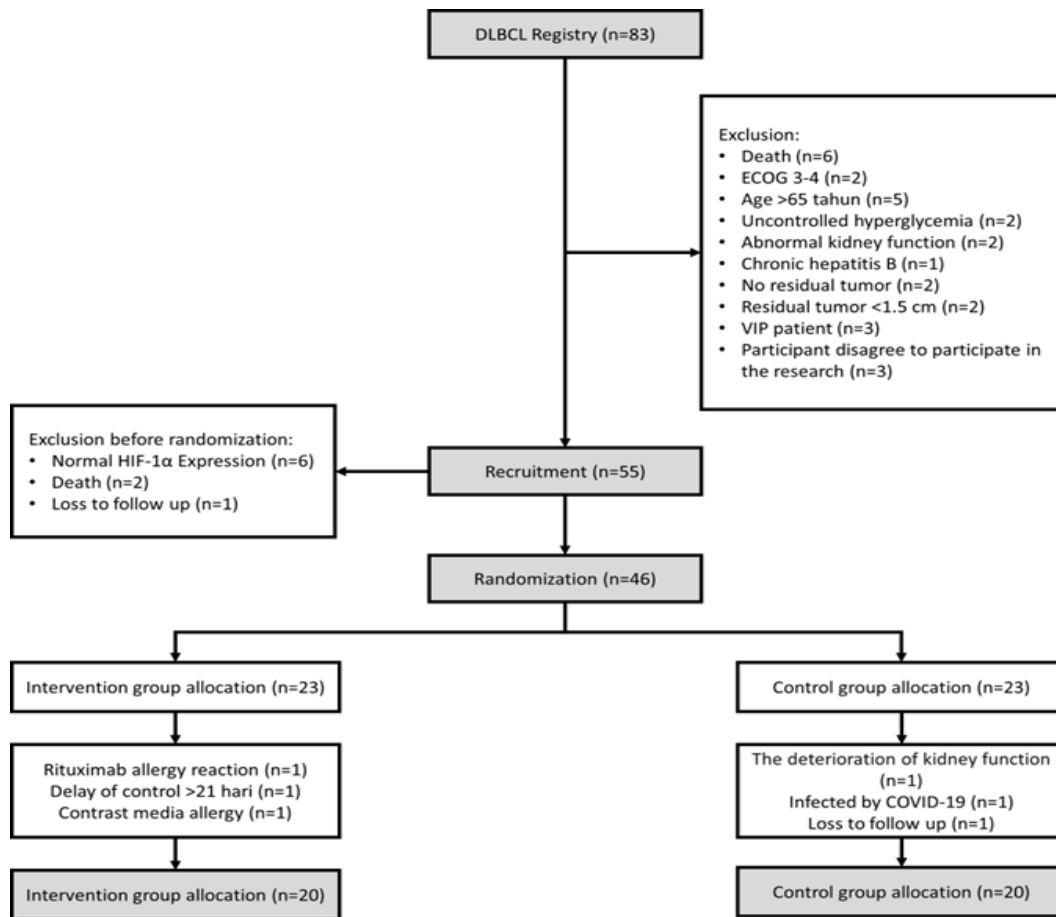 DLBCL Registry (n=83)
Exclusion:
• Death (n=6)
• ECOG 3-4 (n=2)
• Age >65 tahun (n=5)
• Uncontrolled hyperglycemia (n=2)
• Abnormal kidney function (n=2)
• Chronic hepatitis B (n=1)
• No residual tumor (n=2)
• Residual tumor <1.5 cm (n=2)
• VIP patient (n=3)
• Participant disagree to participate in
the research (n=3)
Exclusion before randomization:
• Normal HIF-1α Expression (n=6)
• Death (n=2)
• Loss to follow up (n=1)
Recruitment (n=55)
Randomization (n=46)
Intervention group allocation (n=23)
Control group allocation (n=23)
Rituximab allergy reaction (n=1)
Delay of control >21 hari (n=1)
Contrast media allergy (n=1)
The deterioration of kidney function
(n=1)
Infected by COVID-19 (n=1)
Loss to follow up (n=1)
Intervention group allocation (n=20)
Control group allocation (n=20)